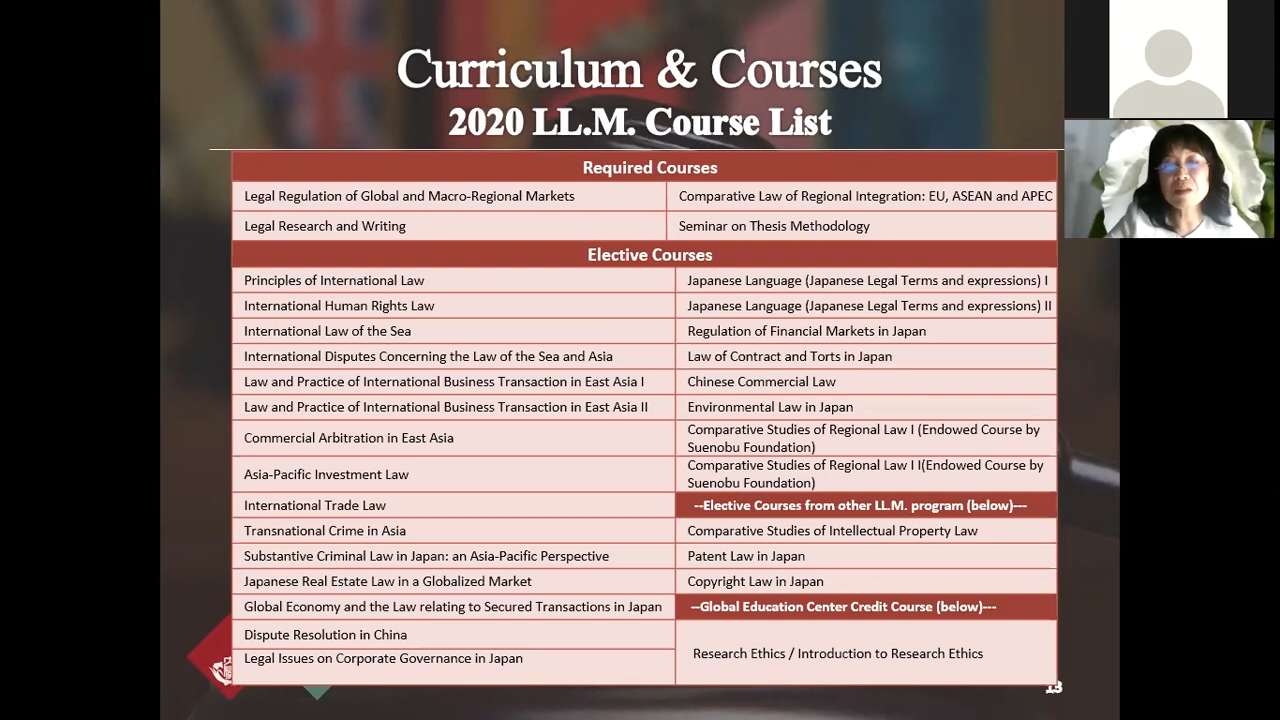 Curriculum & Courses
2020 LL.M. Course List
Required Courses
Legal Regulation of Global and Macro-Regional Markets
Comparative Law of Regional Integration: EU, ASEAN and APEC
Legal Research and Writing
Seminar on Thesis Methodology
Elective Courses
Principles of International Law
Japanese Language (Japanese Legal Terms and expressions) I
International Human Rights Law
Japanese Language (Japanese Legal Terms and expressions) II
International Law of the Sea
Regulation of Financial Markets in Japan
International Disputes Concerning the Law of the Sea and Asia
Law of Contract and Torts in Japan
Law and Practice of International Business Transaction in East Asia I
Chinese Commercial Law
Law and Practice of International Business Transaction in East Asia II
Environmental Law in Japan
Commercial Arbitration in East Asia
Comparative Studies of Regional Law I (Endowed Course by
Suenobu Foundation)
Asia-Pacific Investment Law
Comparative Studies of Regional Law I I(Endowed Course by
Suenobu Foundation)
International Trade Law
--Elective Courses from other LL.M. program (below)---
Transnational Crime in Asia
Comparative Studies of Intellectual Property Law
Substantive Criminal Law in Japan: an Asia-Pacific Perspective
Patent Law in Japan
Japanese Real Estate Law in a Globalized Market
Copyright Law in Japan
Global Economy and the Law relating to Secured Transactions in Japan
--Global Education Center Credit Course (below)---
Dispute Resolution in China
Legal Issues on Corporate Governance in Japan
Research Ethics / Introduction to Research Ethics
13